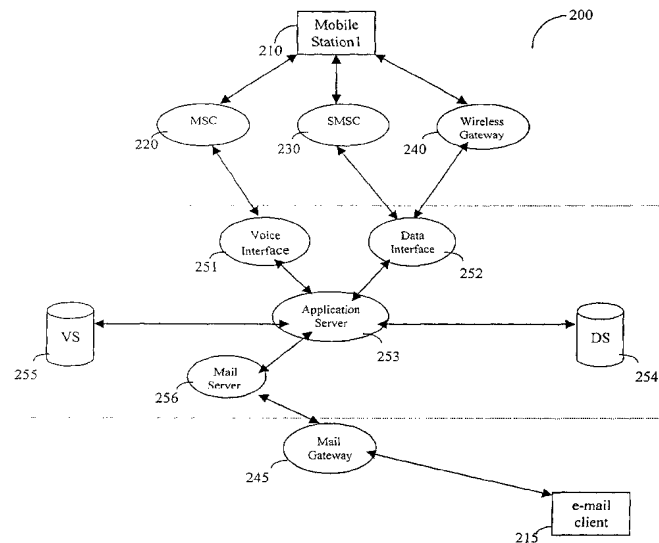 Mobile
Station1
200
210
MSC
SMSC
Wireless
Gateway
220
230
240
Voice
Interface
Data
Interface
251
252
Application
Server
VS
DS
253
255
254
Mail
Server
256
Mail
Gateway
245
e-mail
client
215